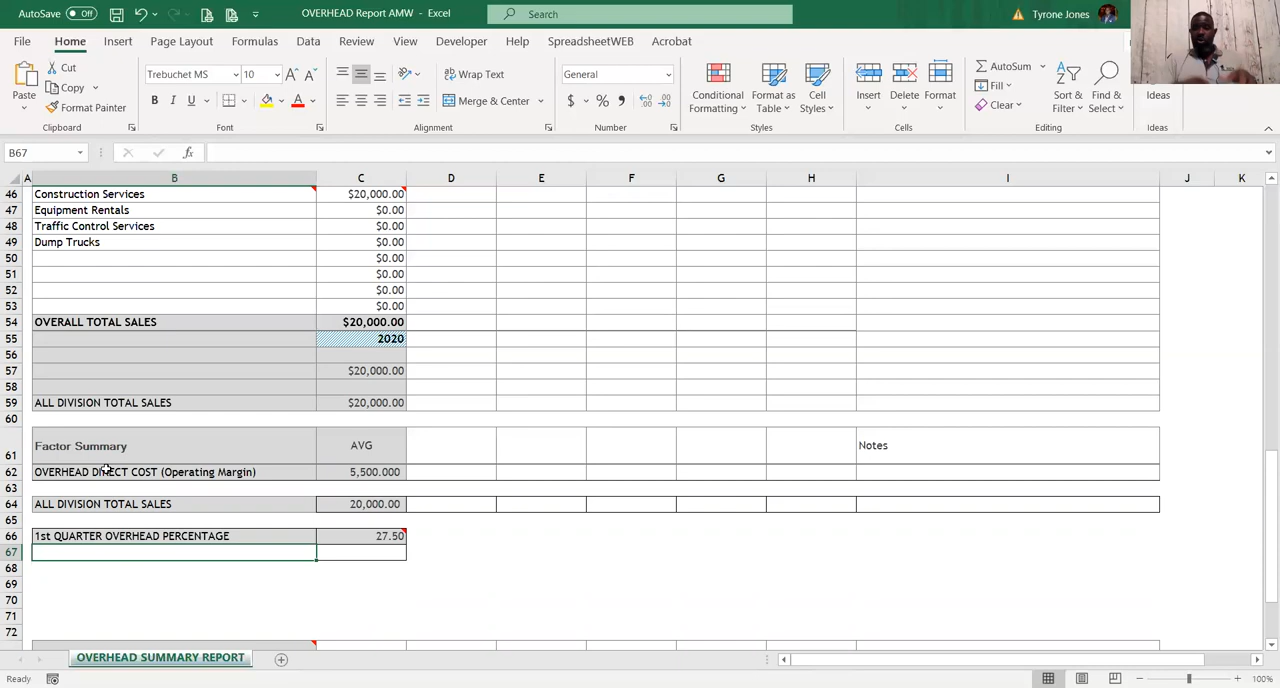 AutoSave Off OVERHEAD Report AMW - Excel Search Tyrone Jones
File Home Insert Page Layout Formulas Data Review View Developer Help SpreadsheetWEB Acrobat
Paste Cut Copy Format Painter
Clipboard
Trebuchet MS 10 A A
B I U A
Font
Wrap Text
Merge & Center
Alignment
General
$ % 9
Number
Conditional Formatting Format as Table Cell Styles
Styles
Insert Delete Format
Cells
AutoSum Fill Clear Sort & Filter Find & Select
Editing
Ideas
Ideas
B67 fx
A B C D E F G H I J K
46 Construction Services $20,000.00
47 Equipment Rentals $0.00
48 Traffic Control Services $0.00
49 Dump Trucks $0.00
50 $0.00
51 $0.00
52 $0.00
53 $0.00
54 OVERALL TOTAL SALES $20,000.00
55 2020
56
57 $20,000.00
58
59 ALL DIVISION TOTAL SALES $20,000.00
60
61 Factor Summary AVG Notes
62 OVERHEAD DIRECT COST (Operating Margin) 5,500.000
63
64 ALL DIVISION TOTAL SALES 20,000.00
65
66 1st QUARTER OVERHEAD PERCENTAGE 27.50
67
68
69
70
71
72
OVERHEAD SUMMARY REPORT
Ready 100%